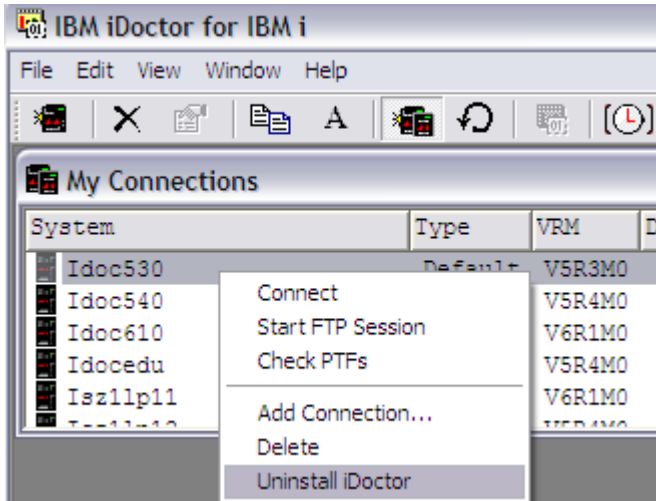 IBM iDoctor for IBM i
File Edit View Window Help
A
My Connections
System Type VRM D
Idoc530 Default V5R3M0
Idoc540 V5R4M0
Idoc610 V6R1M0
Idocedu V5R4M0
Isz1lp11 V6R1M0
Connect
Start FTP Session
Check PTFs
Add Connection...
Delete
Uninstall iDoctor